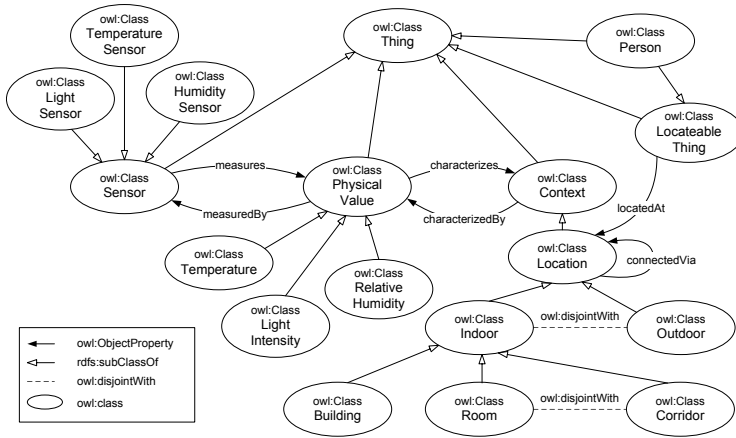 owl:Class
Temperature
Sensor
owl:Class
Thing
owl:Class
Person
owl:Class
Light
Sensor
owl:Class
Humidity
Sensor
owl:Class
Locateable
Thing
owl:Class
Sensor
measures
measuredBy
owl:Class
Physical
Value
characterizes
characterizedBy
owl:Class
Context
locatedAt
owl:Class
Temperature
owl:Class
Relative
Humidity
owl:Class
Location
connectedVia
owl:Class
Light
Intensity
owl:Class
Indoor
owl:disjointWith
owl:Class
Outdoor
owl:ObjectProperty
rdfs:subClassOf
owl:disjointWith
owl:class
owl:Class
Building
owl:Class
Room
owl:disjointWith
owl:Class
Corridor